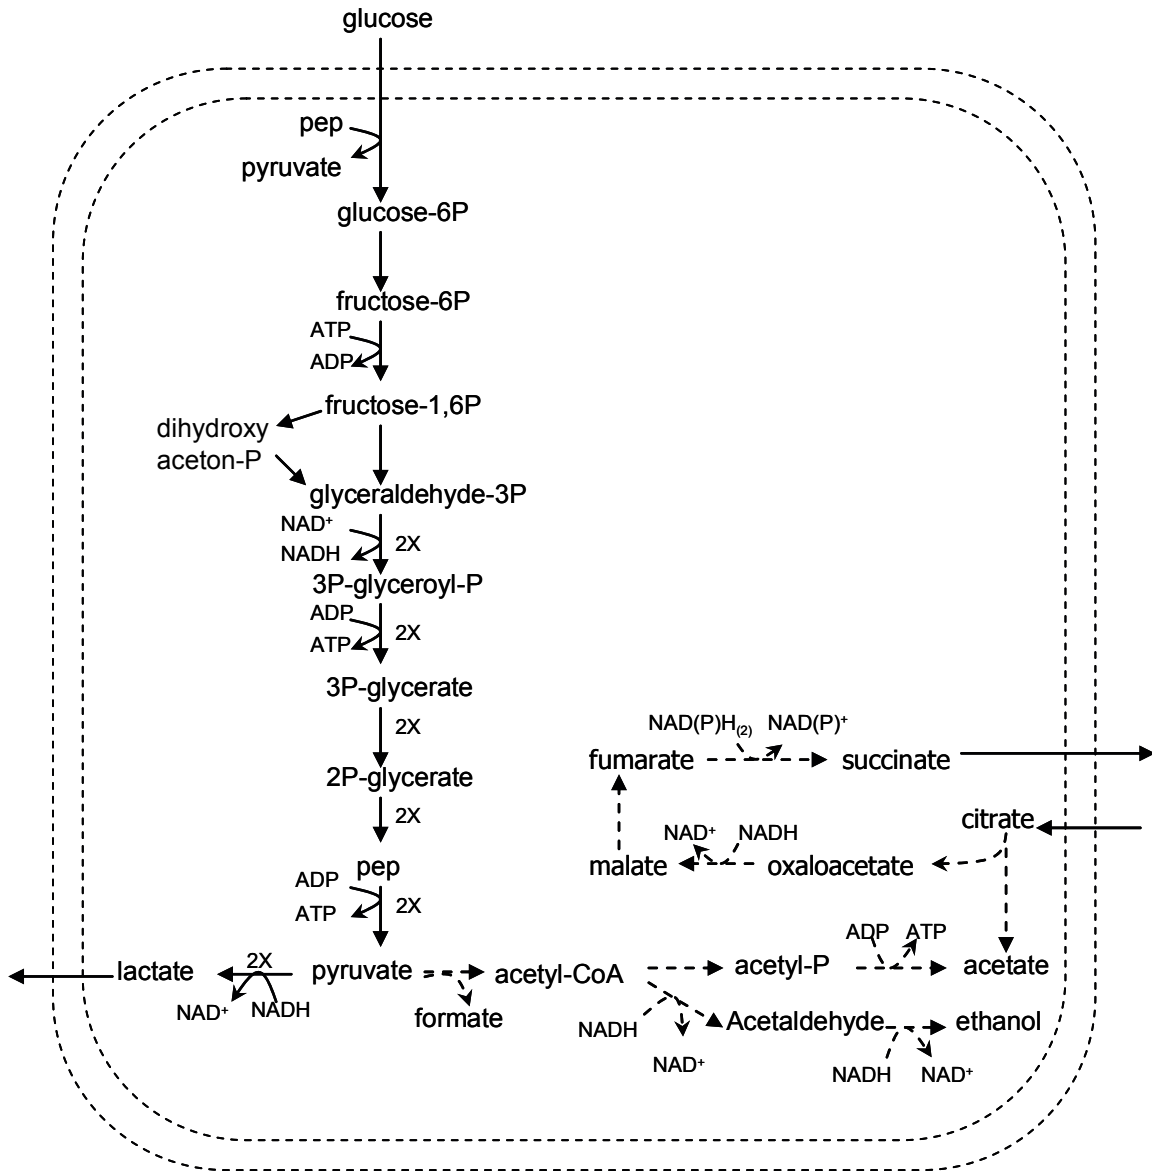 glucose
pep
pyruvate
glucose-6P
fructose-6P
ATP
ADP
fructose-1,6P
dihydroxy
aceton-P
glyceraldehyde-3P
NAD⁺
NADH
2X
3P-glyceroyl-P
ADP
ATP
2X
3P-glycerate
2X
2P-glycerate
2X
pep
ADP
ATP
2X
NAD(P)H₍₂₎
NAD(P)⁺
fumarate
succinate
citrate
NAD⁺
NADH
malate
oxaloacetate
ADP
ATP
lactate
2X
pyruvate
acetyl-CoA
acetyl-P
acetate
NAD⁺
NADH
formate
NADH
NAD⁺
Acetaldehyde
ethanol
NADH
NAD⁺